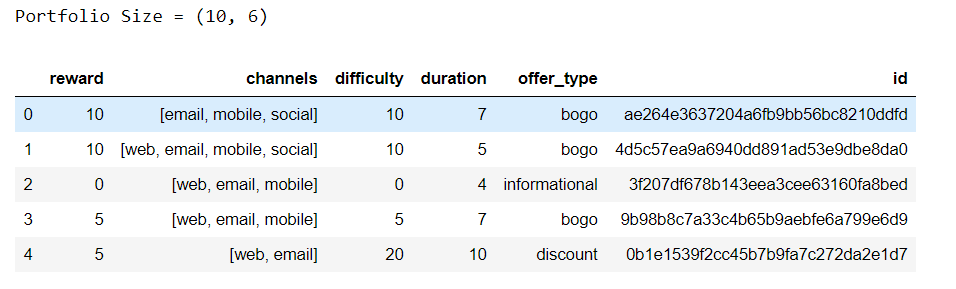 Portfolio Size = (10, 6)
reward channels difficulty duration offer_type id
0 10 [email, mobile, social] 10 7 bogo ae264e3637204a6fb9bb56bc8210ddfd
1 10 [web, email, mobile, social] 10 5 bogo 4d5c57ea9a6940dd891ad53e9dbe8da0
2 0 [web, email, mobile] 0 4 informational 3f207df678b143eea3cee63160fa8bed
3 5 [web, email, mobile] 5 7 bogo 9b98b8c7a33c4b65b9aebfe6a799e6d9
4 5 [web, email] 20 10 discount 0b1e1539f2cc45b7b9fa7c272da2e1d7